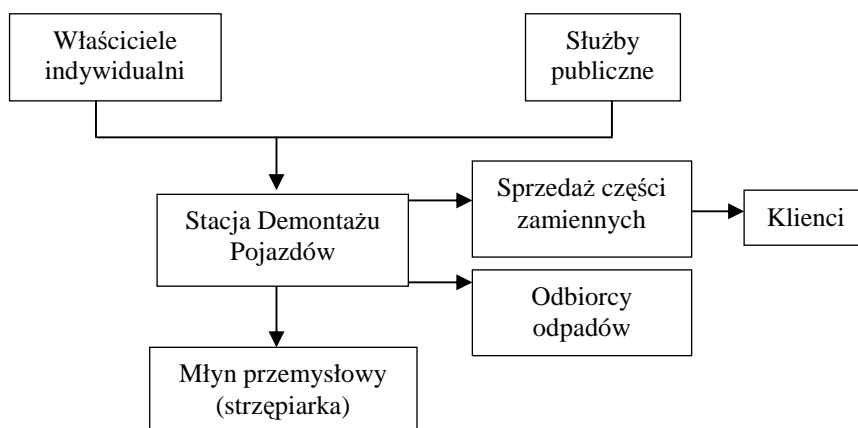 Właściciele
indywidualni
Służby
publiczne
Stacja Demontażu
Pojazdów
Sprzedaż części
zamiennych
Klienci
Odbiorcy
odpadów
Młyn przemysłowy
(strzępiarka)